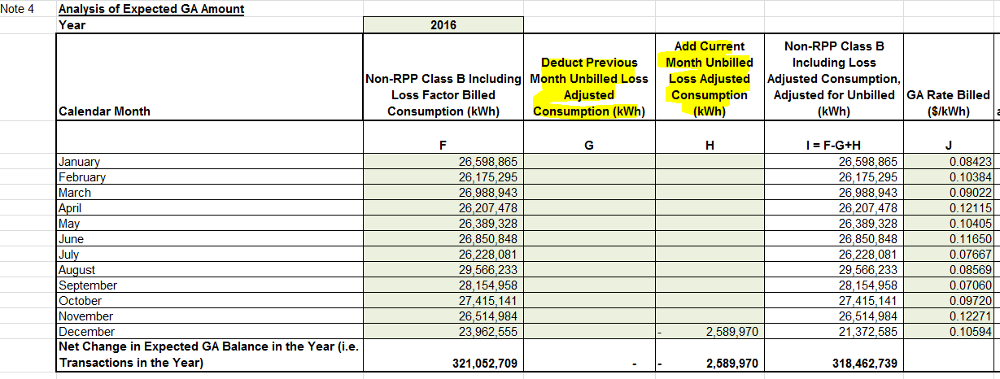 Note 4 Analysis of Expected GA Amount
Year 2016
Calendar Month Non-RPP Class B Including Loss Factor Billed Consumption (kWh) Deduct Previous Month Unbilled Loss Adjusted Consumption (kWh) Add Current Month Unbilled Loss Adjusted Consumption (kWh) Non-RPP Class B Including Loss Adjusted Consumption, Adjusted for Unbilled (kWh) GA Rate Billed ($/kWh)
F G H I = F-G+H J
January 26,598,865 26,598,865 0.08423
February 26,175,295 26,175,295 0.10384
March 26,988,943 26,988,943 0.09022
April 26,207,478 26,207,478 0.12115
May 26,389,328 26,389,328 0.10405
June 26,850,848 26,850,848 0.11650
July 26,228,081 26,228,081 0.07667
August 29,566,233 29,566,233 0.08569
September 28,154,958 28,154,958 0.07060
October 27,415,141 27,415,141 0.09720
November 26,514,984 26,514,984 0.12271
December 23,962,555 - 2,589,970 21,372,585 0.10594
Net Change in Expected GA Balance in the Year (i.e.
Transactions in the Year) 321,052,709 - - 2,589,970 318,462,739